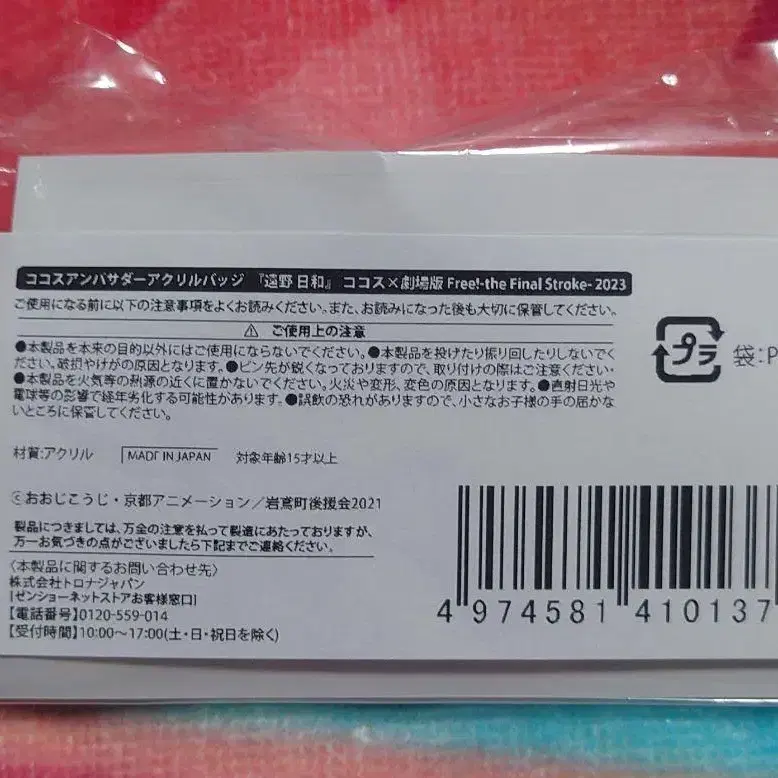 ココスアンバサダーアクリルバッジ 『遠野 日和』 ココス×劇場版 Free!-the Final Stroke- 2023
ご使用になる前に以下の注意事項をよくお読みください。また、お読みになった後も大切に保管してください。
⚠ ご使用上の注意
●本製品を本来の目的以外にはご使用にならないでください。●本製品を投げたり振り回したりしないでく
ださい。破損やけがの原因となります。●ピン先が鋭くなっておりますので、取り付けの際はご注意ください・
●本製品を火気等の熱源の近くに置かないでください。火災や変形、変色の原因となります。●直射日光や
電球等の影響で経年劣化する可能性があります。●誤飲の恐れがありますので、小さなお子様の手の届かな
いところに保管してください。
プラ 袋:P
材質:アクリル MADE IN JAPAN 対象年齢15才以上
©おおじこうじ・京都アニメーション/岩鳶町後援会2021
製品につきましては、万全の注意を払って製造にあたっておりますが、
万一お気づきの点がございましたら下記までご連絡ください。
〈本製品に関するお問い合わせ先〉
株式会社トロナジャパン
[ゼンショーネットストアお客様窓口]
【電話番号】0120-559-014
【受付時間】10:00～17:00(土・日・祝日を除く)
4 974581 410137